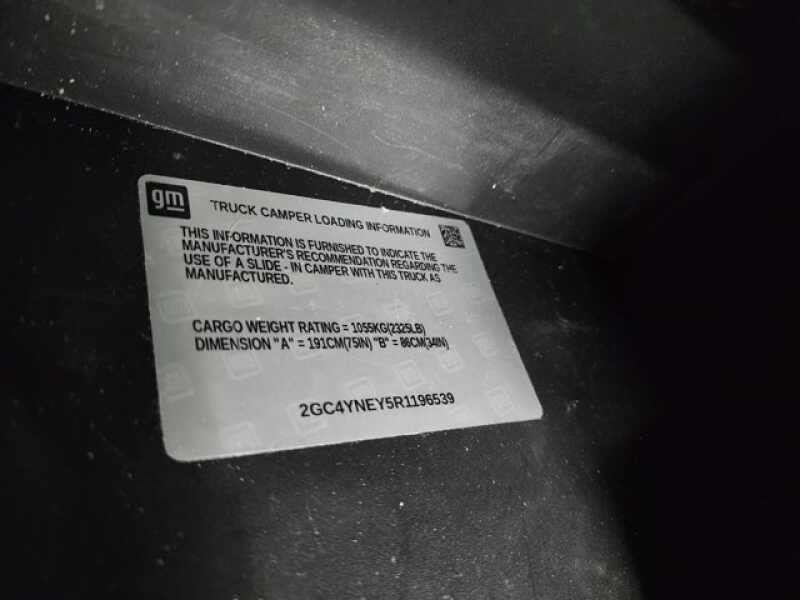 gm
TRUCK CAMPER LOADING INFORMATION
THIS INFORMATION IS FURNISHED TO INDICATE THE
MANUFACTURER'S RECOMMENDATION REGARDING THE
USE OF A SLIDE - IN CAMPER WITH THIS TRUCK AS
MANUFACTURED.
CARGO WEIGHT RATING = 1055KG(2325LB)
DIMENSION "A" = 191CM(75IN) "B" = 86CM(34IN)
2GC4YNEY5R1196539